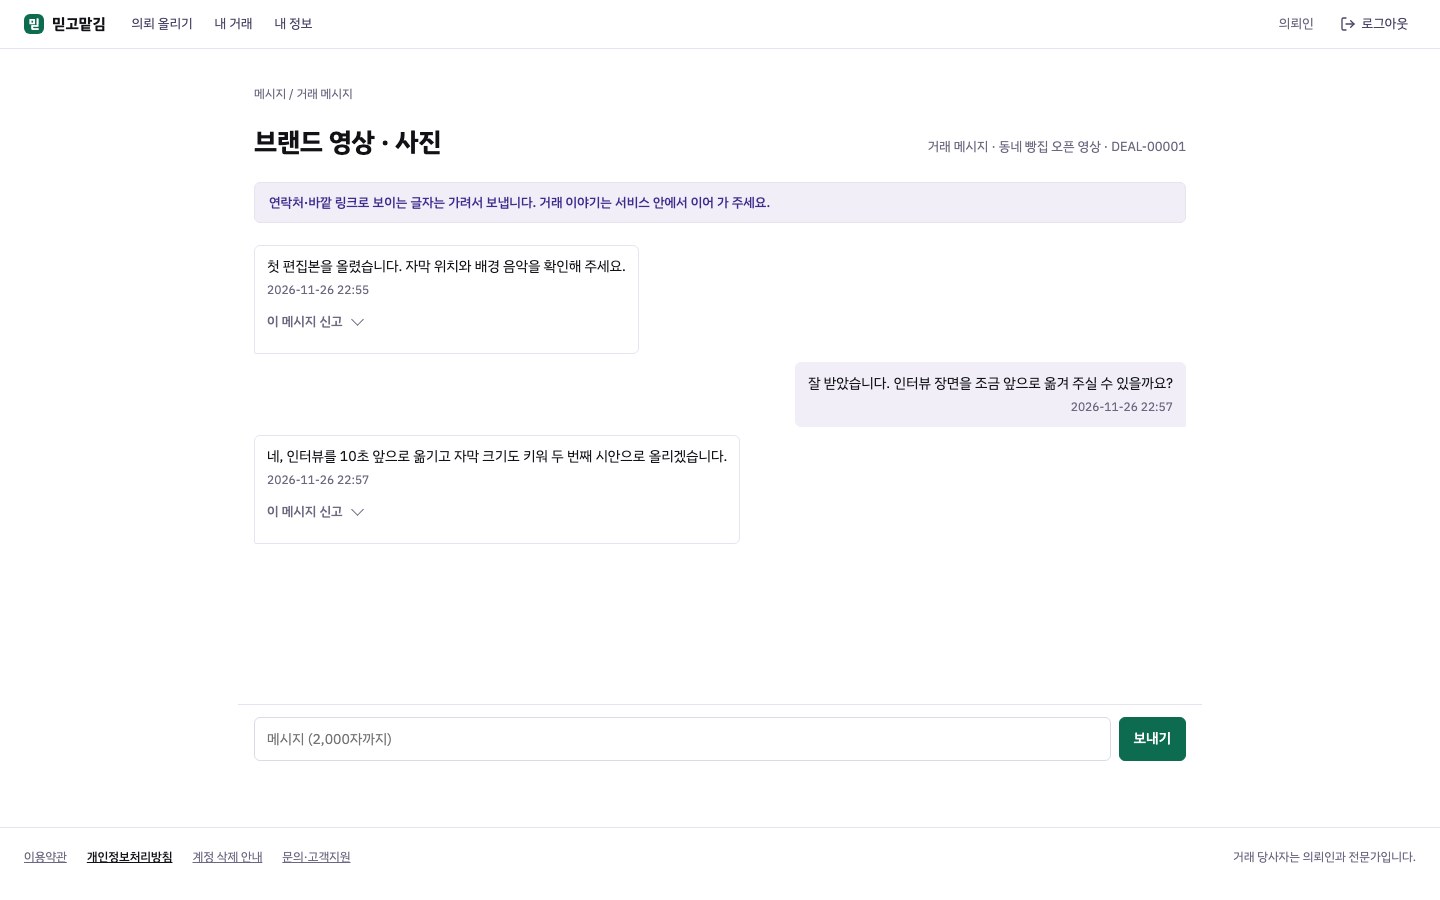 믿 믿고맡김 의뢰 올리기 내 거래 내 정보 의뢰인 로그아웃
메시지 / 거래 메시지
브랜드 영상 · 사진
거래 메시지 · 동네 빵집 오픈 영상 · DEAL-00001
연락처·바깥 링크로 보이는 글자는 가려서 보냅니다. 거래 이야기는 서비스 안에서 이어 가 주세요.
첫 편집본을 올렸습니다. 자막 위치와 배경 음악을 확인해 주세요.
2026-11-26 22:55
이 메시지 신고
잘 받았습니다. 인터뷰 장면을 조금 앞으로 옮겨 주실 수 있을까요?
2026-11-26 22:57
네, 인터뷰를 10초 앞으로 옮기고 자막 크기도 키워 두 번째 시안으로 올리겠습니다.
2026-11-26 22:57
이 메시지 신고
메시지 (2,000자까지)
보내기
이용약관 개인정보처리방침 계정 삭제 안내 문의·고객지원 거래 당사자는 의뢰인과 전문가입니다.